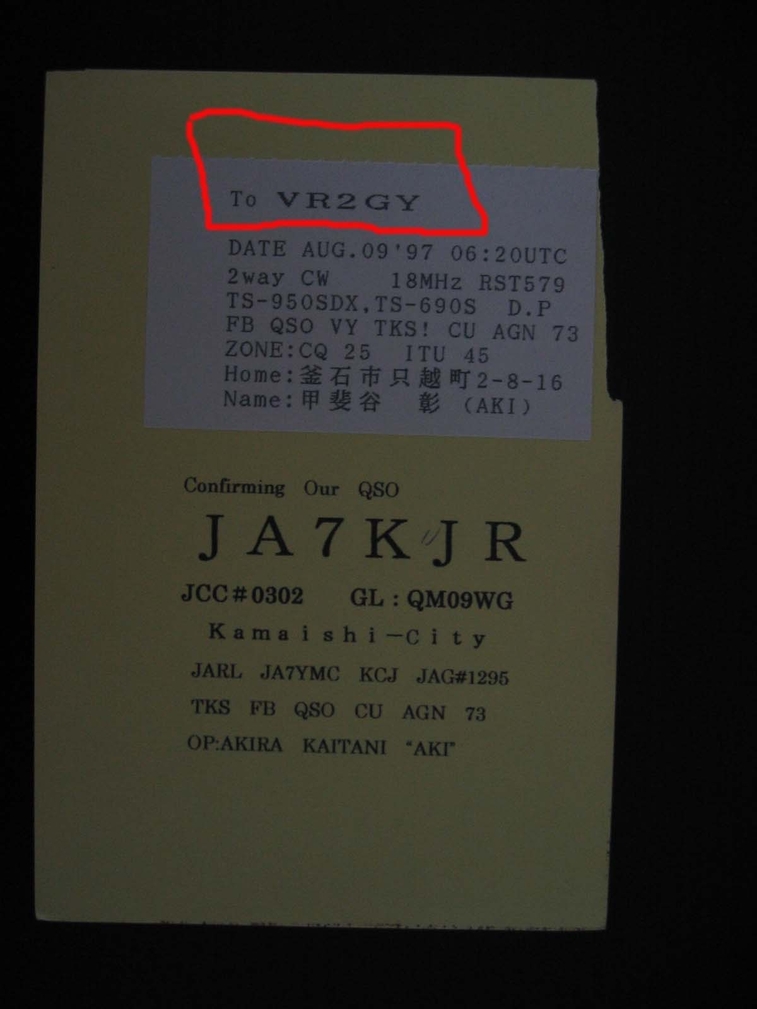 To VR2GY
DATE AUG.09'97 06:20UTC
2way CW 18MHz RST579
TS-950SDX,TS-690S D.P
FB QSO VY TKS! CU AGN 73
ZONE:CQ 25 ITU 45
Home:釜石市只越町2-8-16
Name:甲斐谷 彰 (AKI)
Confirming Our QSO
JA7KJR
JCC#0302 GL:QM09WG
Kamaishi-City
JARL JA7YMC KCJ JAG#1295
TKS FB QSO CU AGN 73
OP:AKIRA KAITANI "AKI"